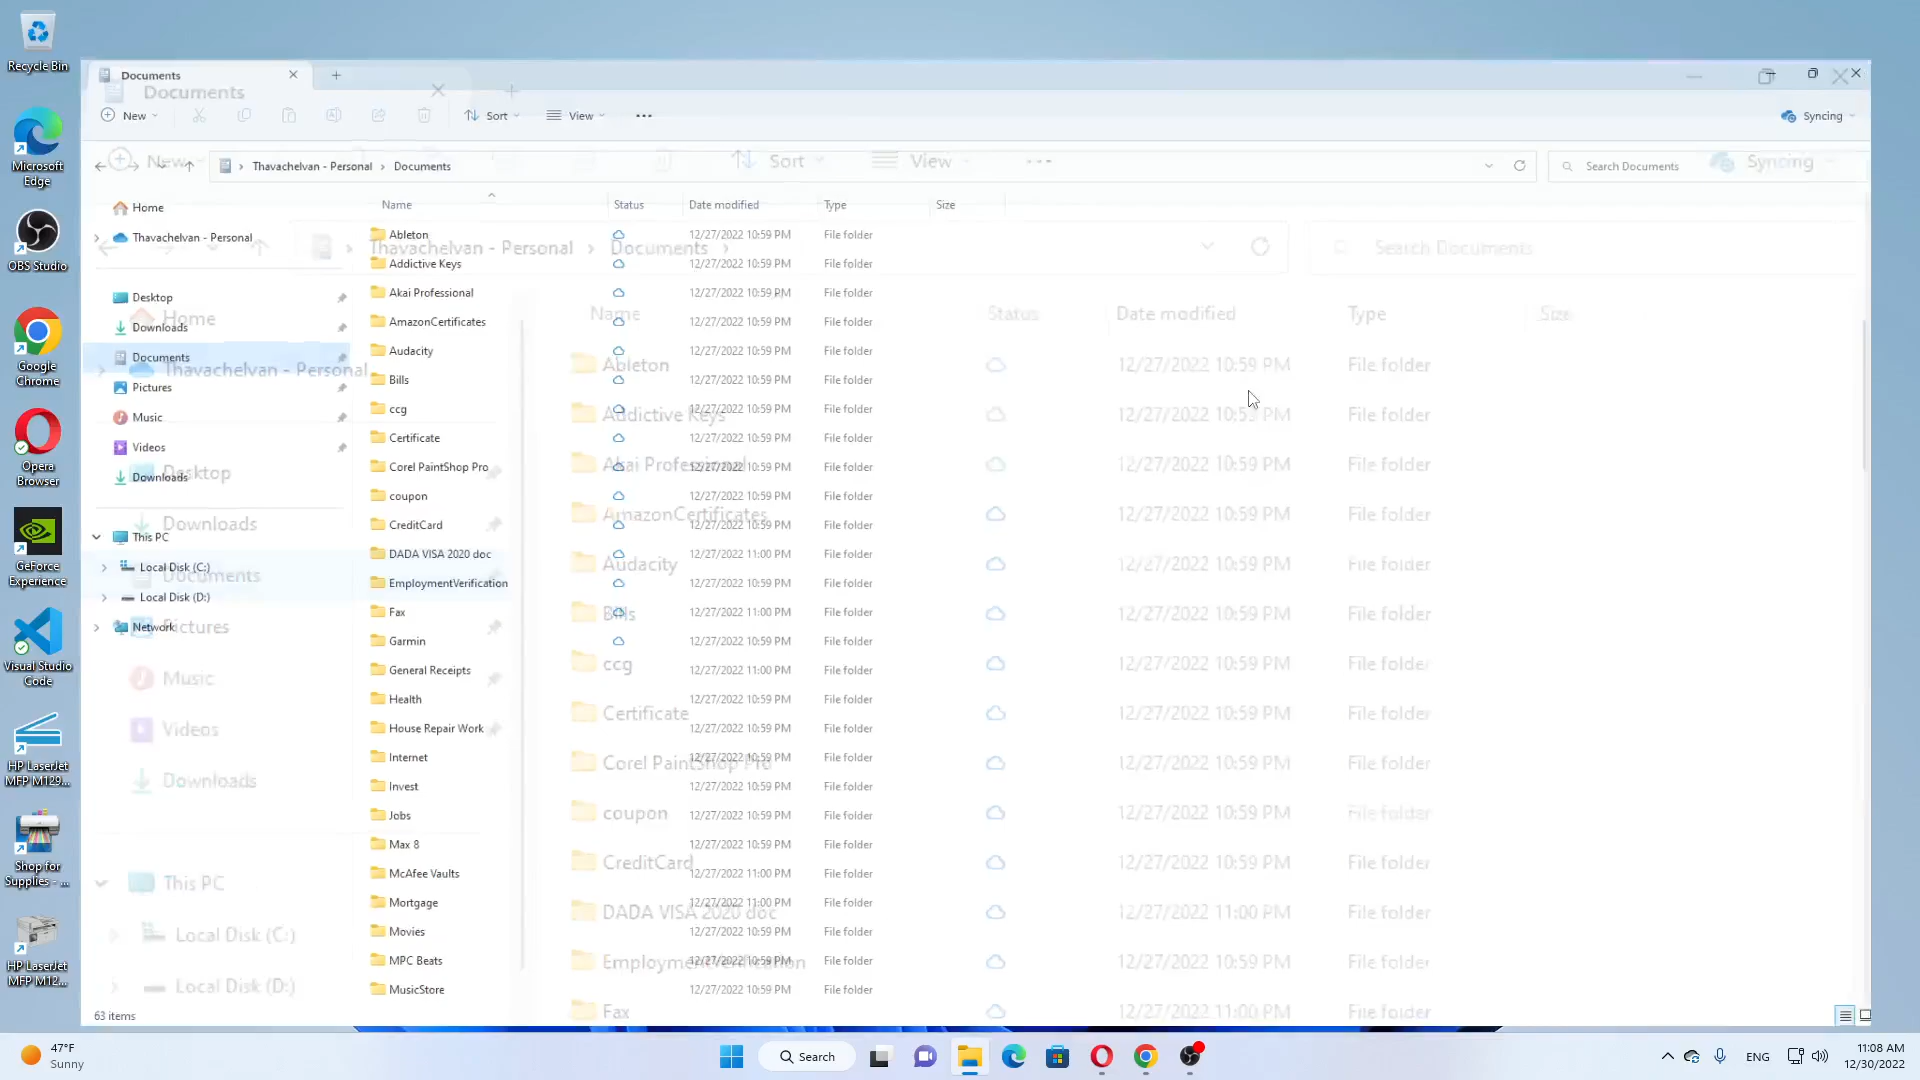 Recycle Bin
Microsoft
Edge
OBS Studio
Google
Chrome
Opera
Browser
GeForce
Experience
Visual Studio
Code
HP LaserJet
MFP M129...
Shop for
Supplies - ...
HP LaserJet
MFP M12...
Documents
New
Sort
View
Syncing
Thavachelvan - Personal
Documents
Search Documents
Home
Thavachelvan - Personal
Desktop
Downloads
Documents
Pictures
Music
Videos
Downloads
This PC
Local Disk (C:)
Local Disk (D:)
Network
Name Status Date modified Type Size
Ableton 12/27/2022 10:59 PM File folder
Addictive Keys 12/27/2022 10:59 PM File folder
Akai Professional 12/27/2022 10:59 PM File folder
AmazonCertificates 12/27/2022 10:59 PM File folder
Audacity 12/27/2022 10:59 PM File folder
Bills 12/27/2022 10:59 PM File folder
ccg 12/27/2022 10:59 PM File folder
Certificate 12/27/2022 10:59 PM File folder
Corel PaintShop Pro 12/27/2022 10:59 PM File folder
coupon 12/27/2022 10:59 PM File folder
CreditCard 12/27/2022 10:59 PM File folder
DADA VISA 2020 doc 12/27/2022 11:00 PM File folder
EmploymentVerification 12/27/2022 10:59 PM File folder
Fax 12/27/2022 11:00 PM File folder
Garmin 12/27/2022 10:59 PM File folder
General Receipts 12/27/2022 11:00 PM File folder
Health 12/27/2022 10:59 PM File folder
House Repair Work 12/27/2022 10:59 PM File folder
Internet 12/27/2022 10:59 PM File folder
Invest 12/27/2022 10:59 PM File folder
Jobs 12/27/2022 10:59 PM File folder
Max 8 12/27/2022 10:59 PM File folder
McAfee Vaults 12/27/2022 11:00 PM File folder
Mortgage 12/27/2022 10:59 PM File folder
Movies 12/27/2022 10:59 PM File folder
MPC Beats 12/27/2022 10:59 PM File folder
MusicStore 12/27/2022 10:59 PM File folder
63 items
Documents
New
Sort
View
Syncing
Thavachelvan - Personal
Documents
Search Documents
Home
Thavachelvan - Personal
Desktop
Downloads
Documents
Pictures
Music
Videos
Downloads
This PC
Local Disk (C:)
Local Disk (D:)
Name Status Date modified Type Size
Ableton 12/27/2022 10:59 PM File folder
Addictive Keys 12/27/2022 10:59 PM File folder
Akai Professional 12/27/2022 10:59 PM File folder
AmazonCertificates 12/27/2022 10:59 PM File folder
Audacity 12/27/2022 10:59 PM File folder
Bills 12/27/2022 10:59 PM File folder
ccg 12/27/2022 10:59 PM File folder
Certificate 12/27/2022 10:59 PM File folder
Corel PaintShop Pro 12/27/2022 10:59 PM File folder
coupon 12/27/2022 10:59 PM File folder
CreditCard 12/27/2022 10:59 PM File folder
DADA VISA 2020 doc 12/27/2022 11:00 PM File folder
EmploymentVerification 12/27/2022 10:59 PM File folder
Fax 12/27/2022 11:00 PM File folder
47°F
Sunny
Search
ENG
11:08 AM
12/30/2022